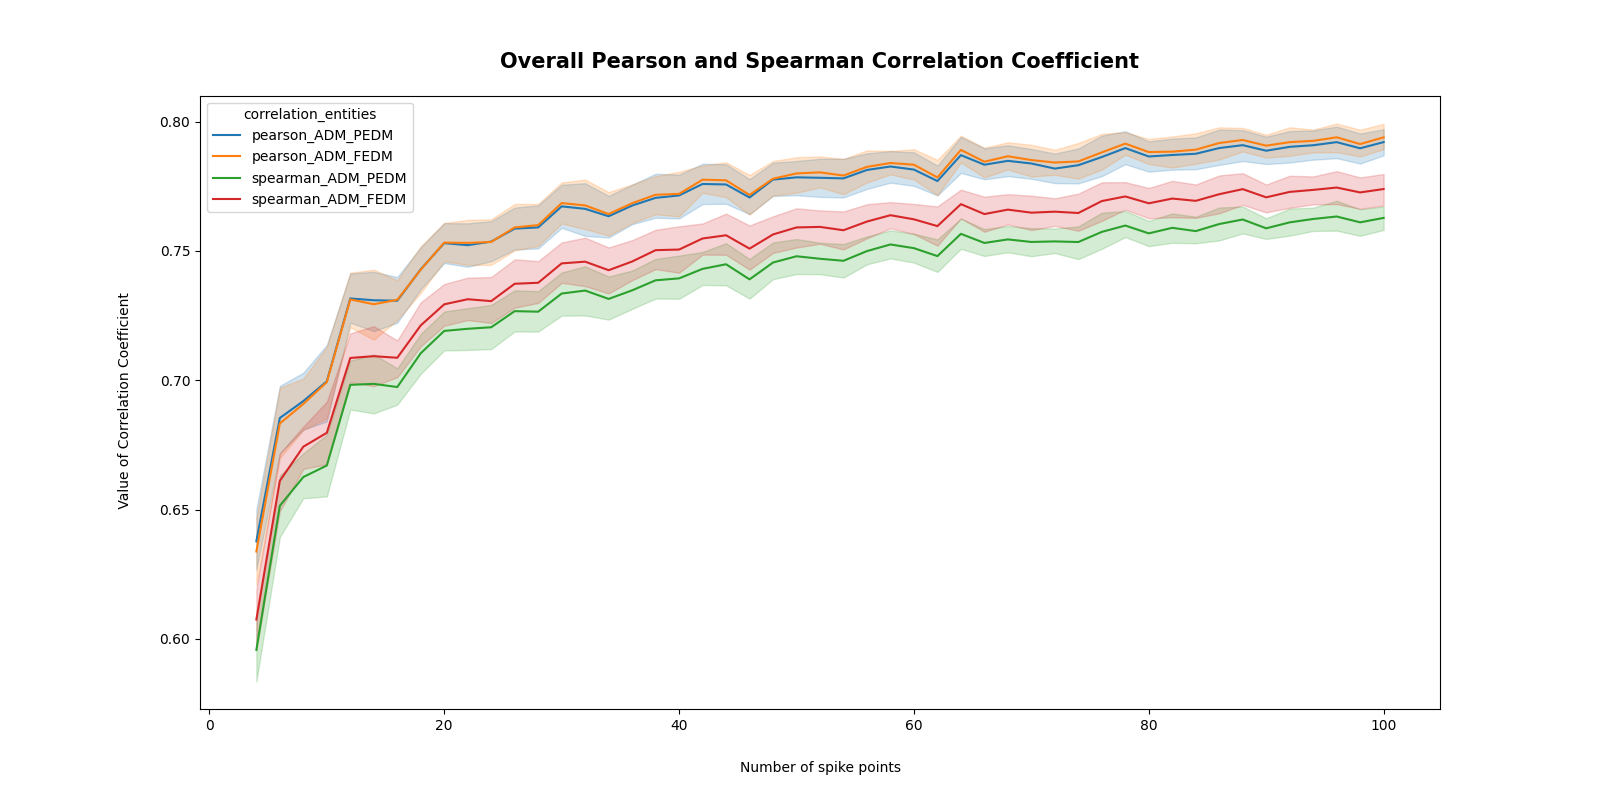 Overall Pearson and Spearman Correlation Coefficient
correlation_entities
pearson_ADM_PEDM
pearson_ADM_FEDM
spearman_ADM_PEDM
spearman_ADM_FEDM
Value of Correlation Coefficient
0.80
0.75
0.70
0.65
0.60
0 20 40 60 80 100
Number of spike points